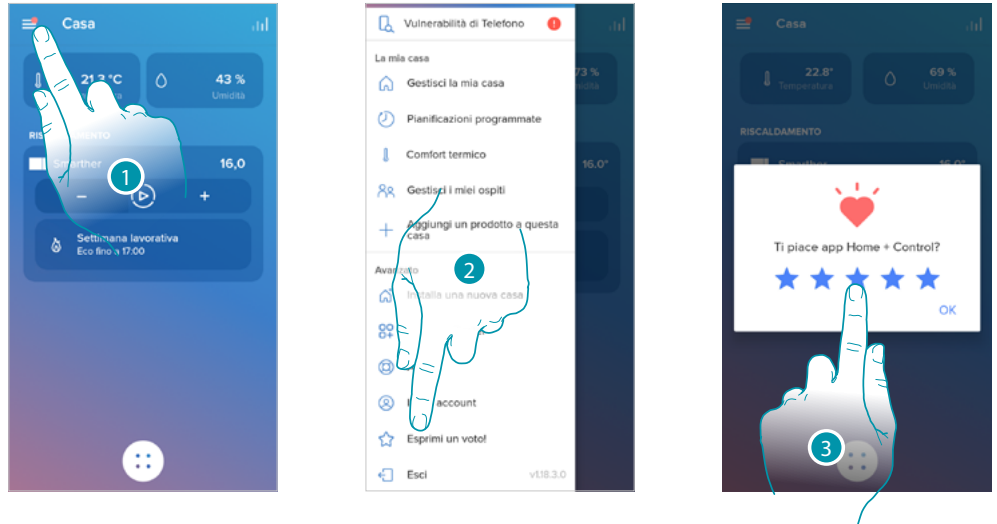 Casa
21.3 °C
43 %
Umidità
Smarther
16,0
1
Settimana lavorativa
Eco fino a 17:00
Vulnerabilità di Telefono
La mia casa
Gestisci la mia casa
Pianificazioni programmate
Comfort termico
Gestisci i miei ospiti
Aggiungi un prodotto a questa
casa
Avanzato
Installa una nuova casa
2
account
Esprimi un voto!
Esci
v1.18.3.0
73 %
16.0°
Casa
22.8°
Temperatura
69 %
Umidità
RISCALDAMENTO
Smarther
16.0°
Ti piace app Home + Control?
OK
3